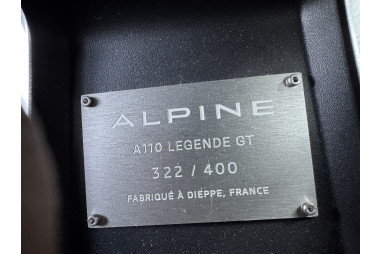 ALPINE
A110 LEGENDE GT
322 / 400
FABRIQUÉ À DIEPPE, FRANCE